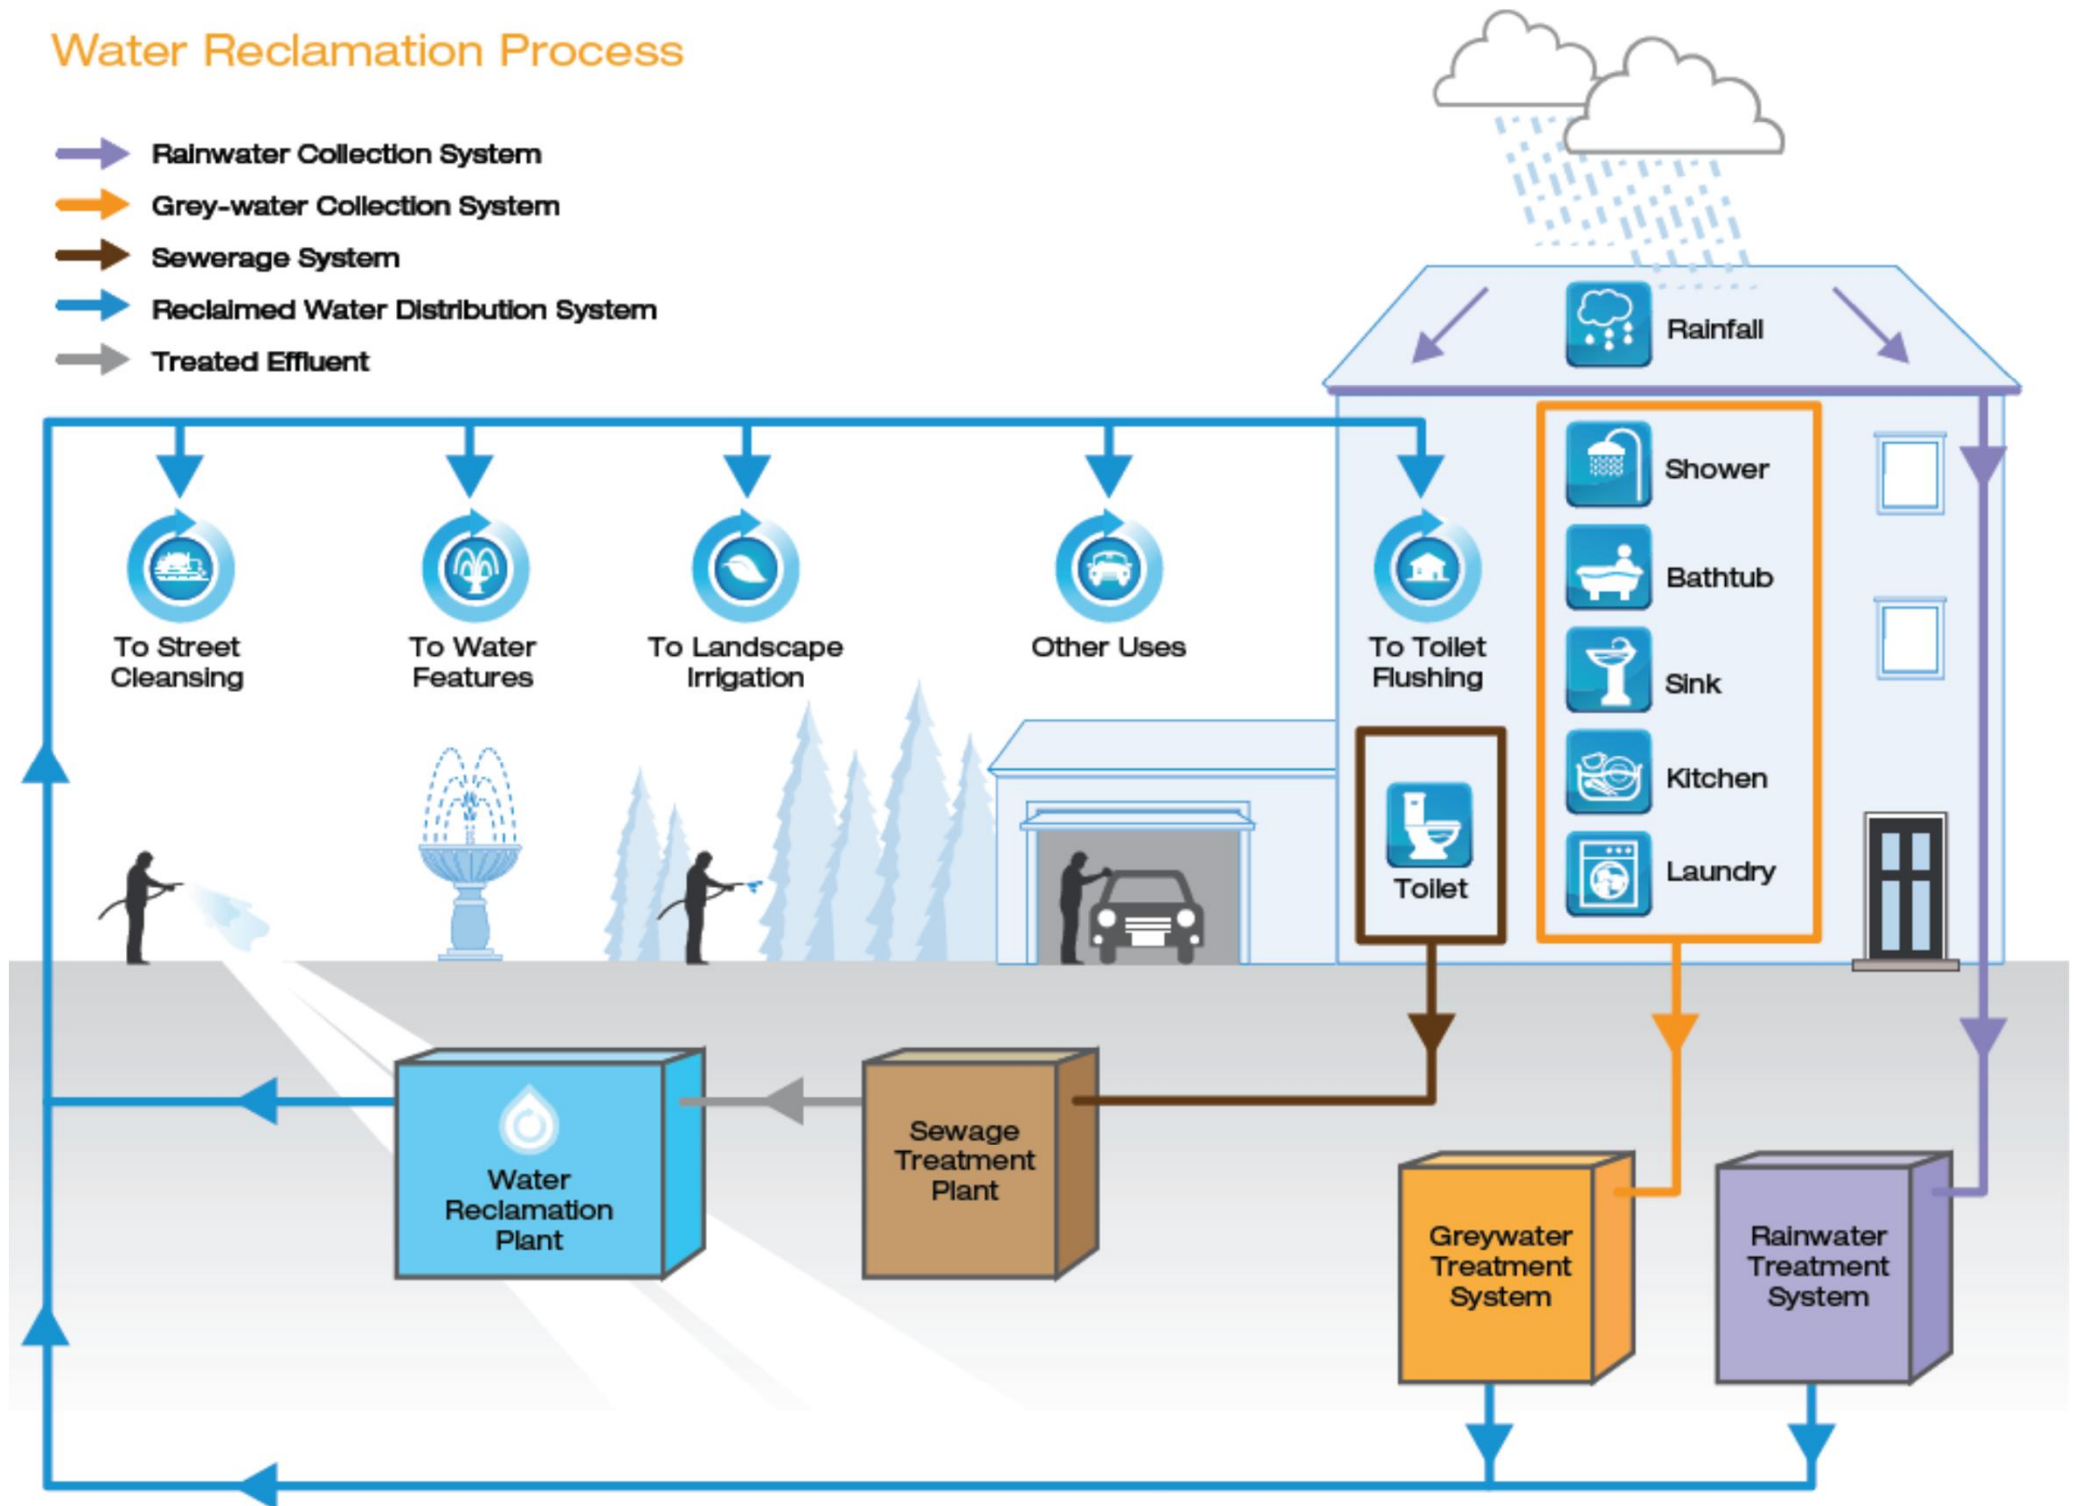 Water Reclamation Process
Rainwater Collection System
Grey-water Collection System
Sewerage System
Reclaimed Water Distribution System
Treated Effluent
Rainfall
Shower
Bathtub
Sink
Kitchen
Laundry
To Street
Cleansing
To Water
Features
To Landscape
Irrigation
Other Uses
To Toilet
Flushing
Toilet
Water
Reclamation
Plant
Sewage
Treatment
Plant
Greywater
Treatment
System
Rainwater
Treatment
System